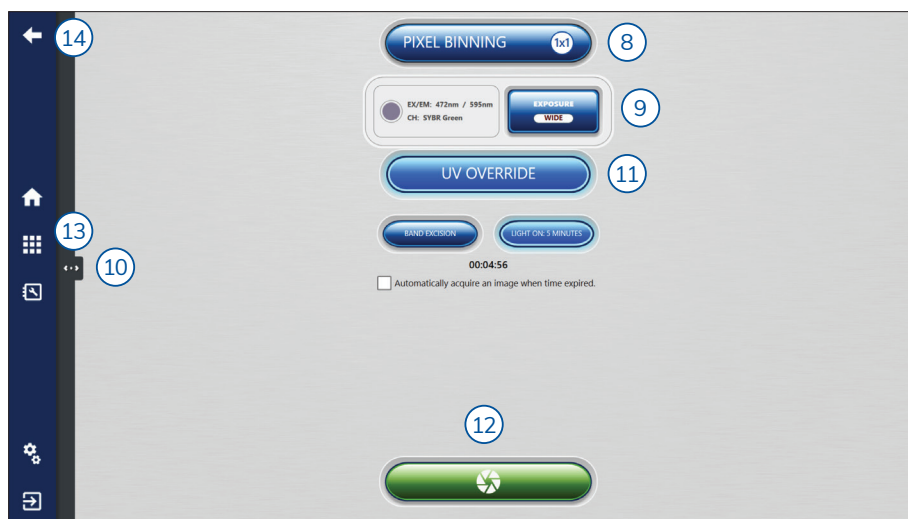 14
PIXEL BINNING 1x1
8
EX/EM: 472nm / 595nm
CH: SYBR Green
EXPOSURE
WIDE
9
UV OVERRIDE
11
13
BAND EXCISION
LIGHT ON: 5 MINUTES
10
00:04:56
Automatically acquire an image when time expired.
12